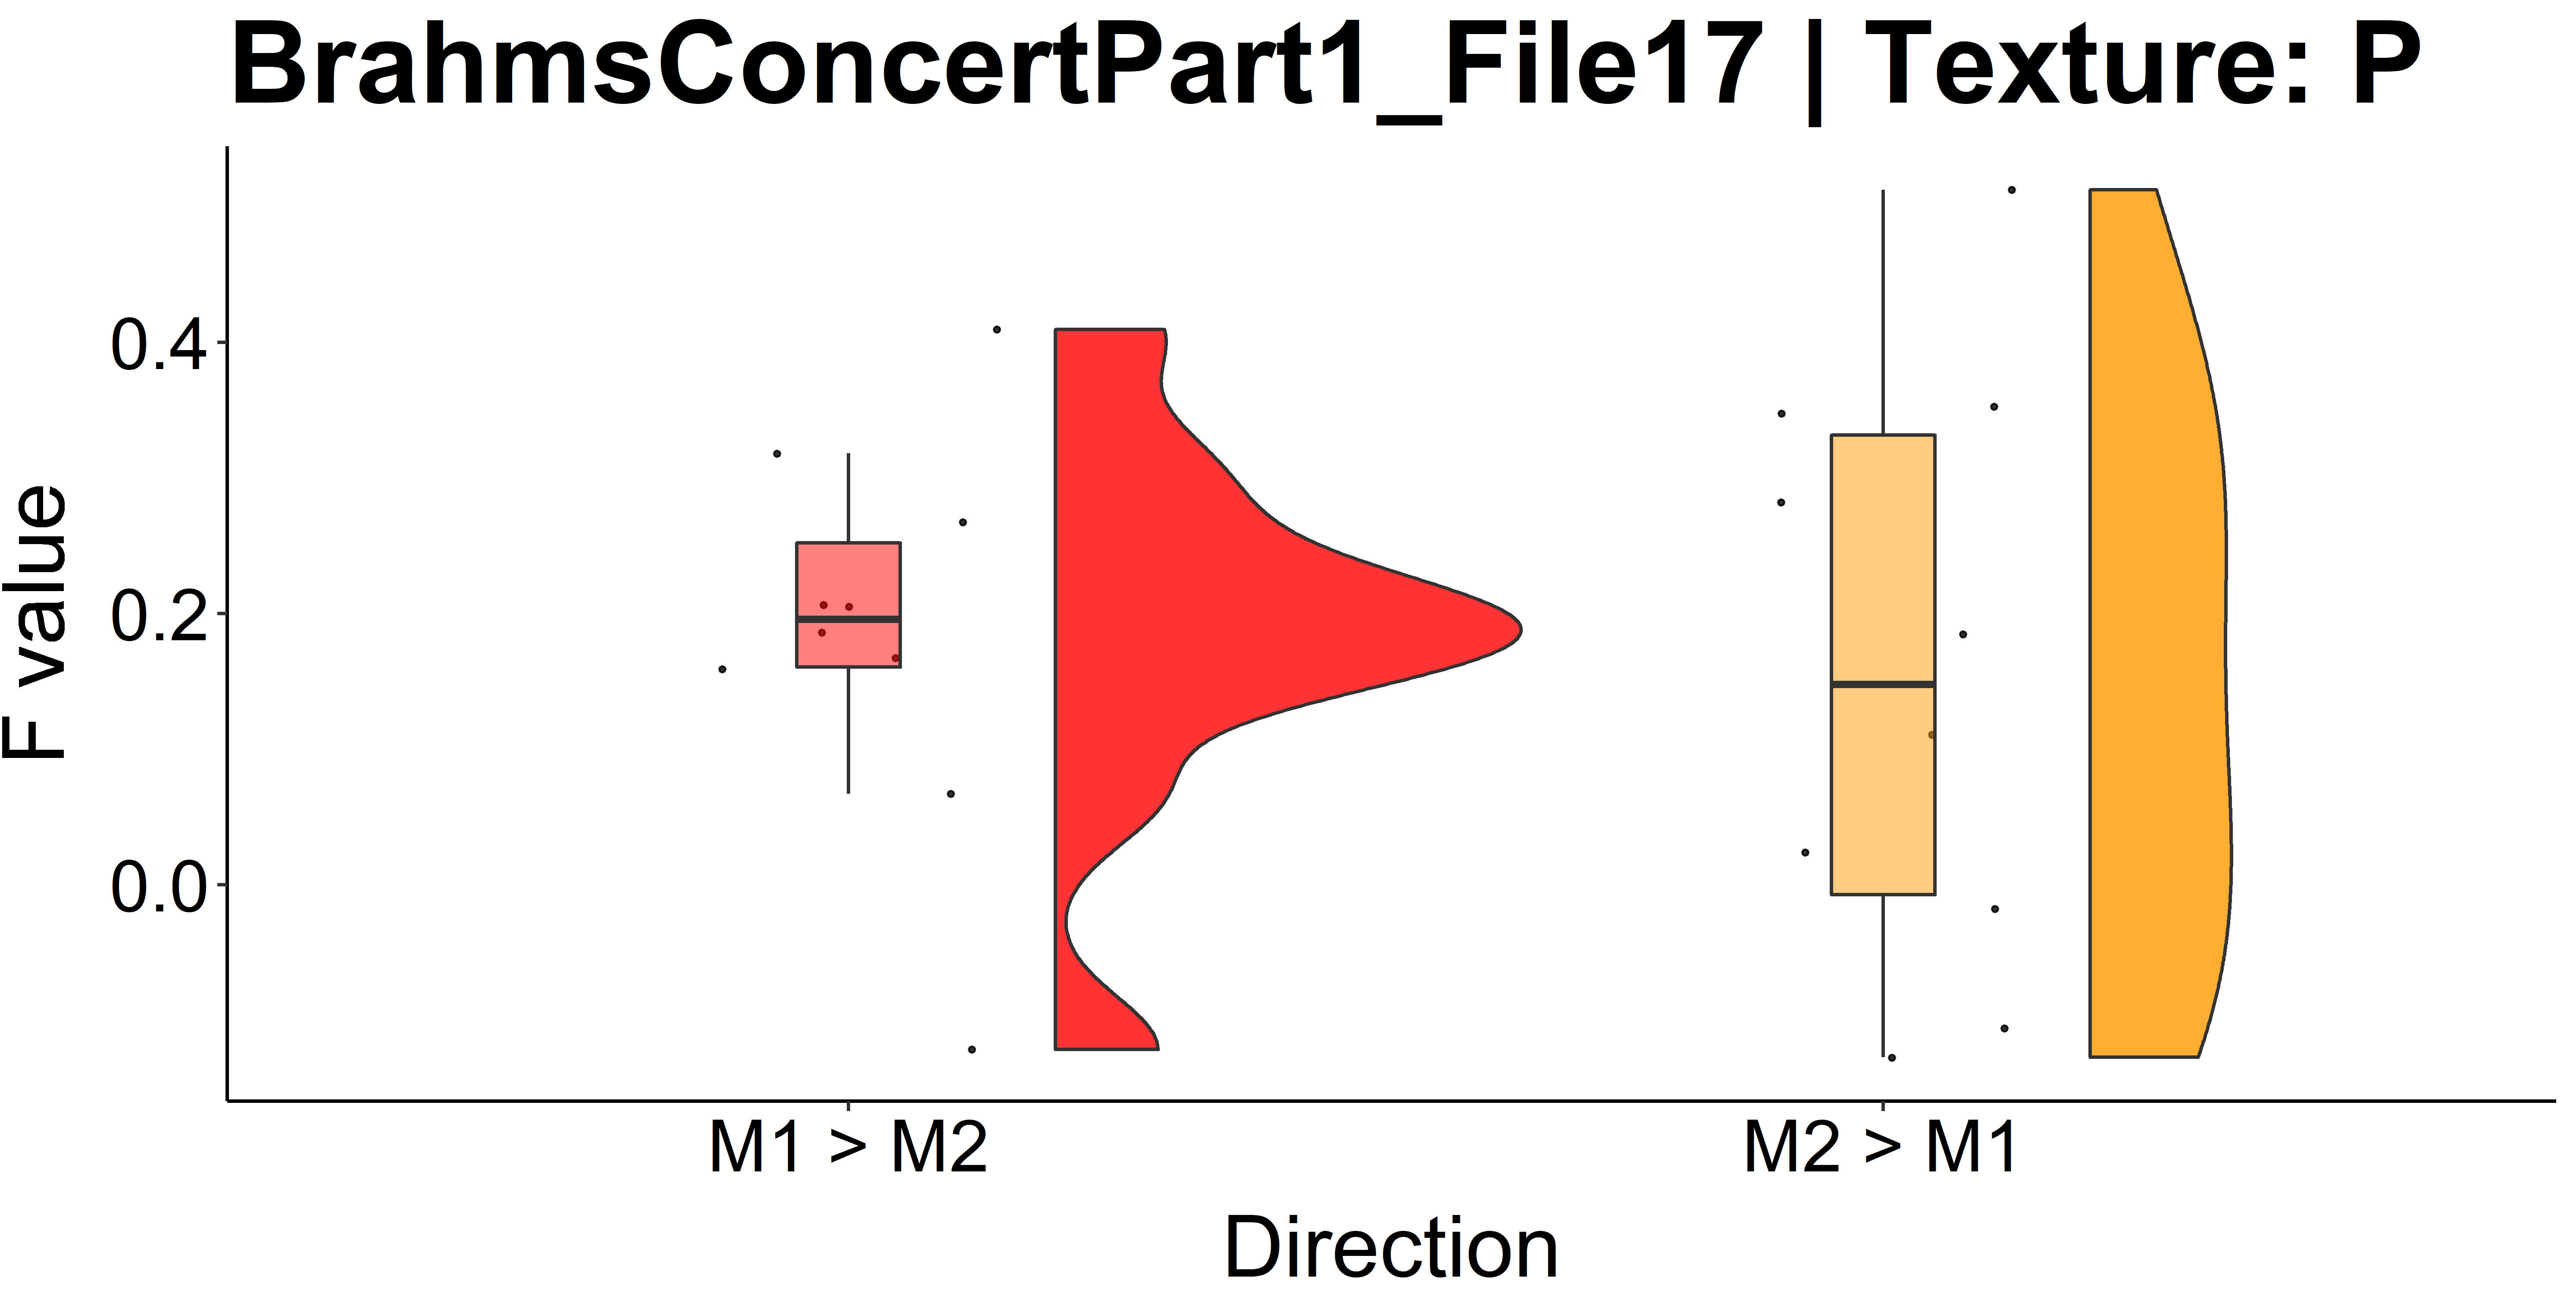 BrahmsConcertPart1_File17 | Texture: P
F value
0.4
0.2
0.0
M1 > M2
M2 > M1
Direction